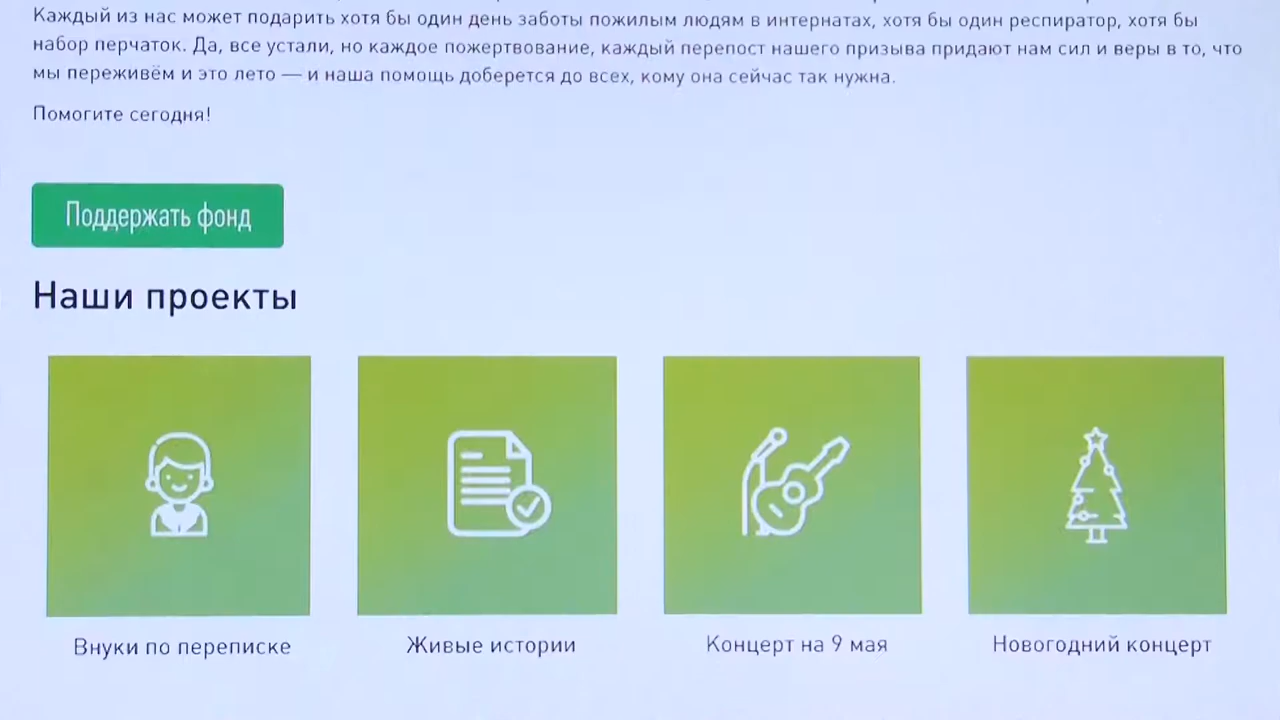 Каждый из нас может подарить хотя бы один день заботы пожилым людям в интернатах, хотя бы один респиратор, хотя бы
набор перчаток. Да, все устали, но каждое пожертвование, каждый перепост нашего призыва придают нам сил и веры в то, что
мы переживём и это лето — и наша помощь доберется до всех, кому она сейчас так нужна.
Помогите сегодня!
Поддержать фонд
Наши проекты
Внуки по переписке
Живые истории
Концерт на 9 мая
Новогодний концерт